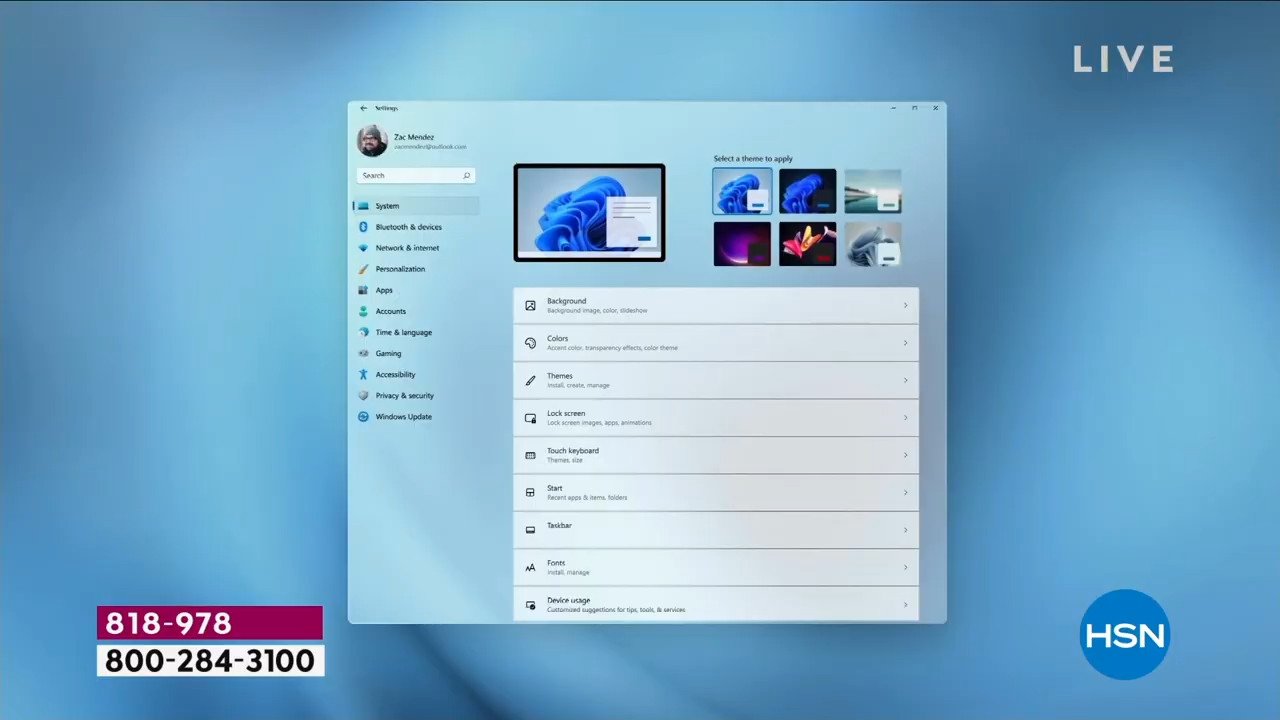 LIVE
Settings
Zac Mendez
zacmendez@outlook.com
Search
System
Bluetooth & devices
Network & internet
Personalization
Apps
Accounts
Time & language
Gaming
Accessibility
Privacy & security
Windows Update
Select a theme to apply
Background
Background image, color, slideshow
Colors
Accent color, transparency effects, color theme
Themes
Install, create, manage
Lock screen
Lock screen images, apps, animations
Touch keyboard
Themes, size
Start
Recent apps & items, folders
Taskbar
Fonts
Install, manage
Device usage
Customized suggestions for tips, tools, & services
818-978
800-284-3100
HSN